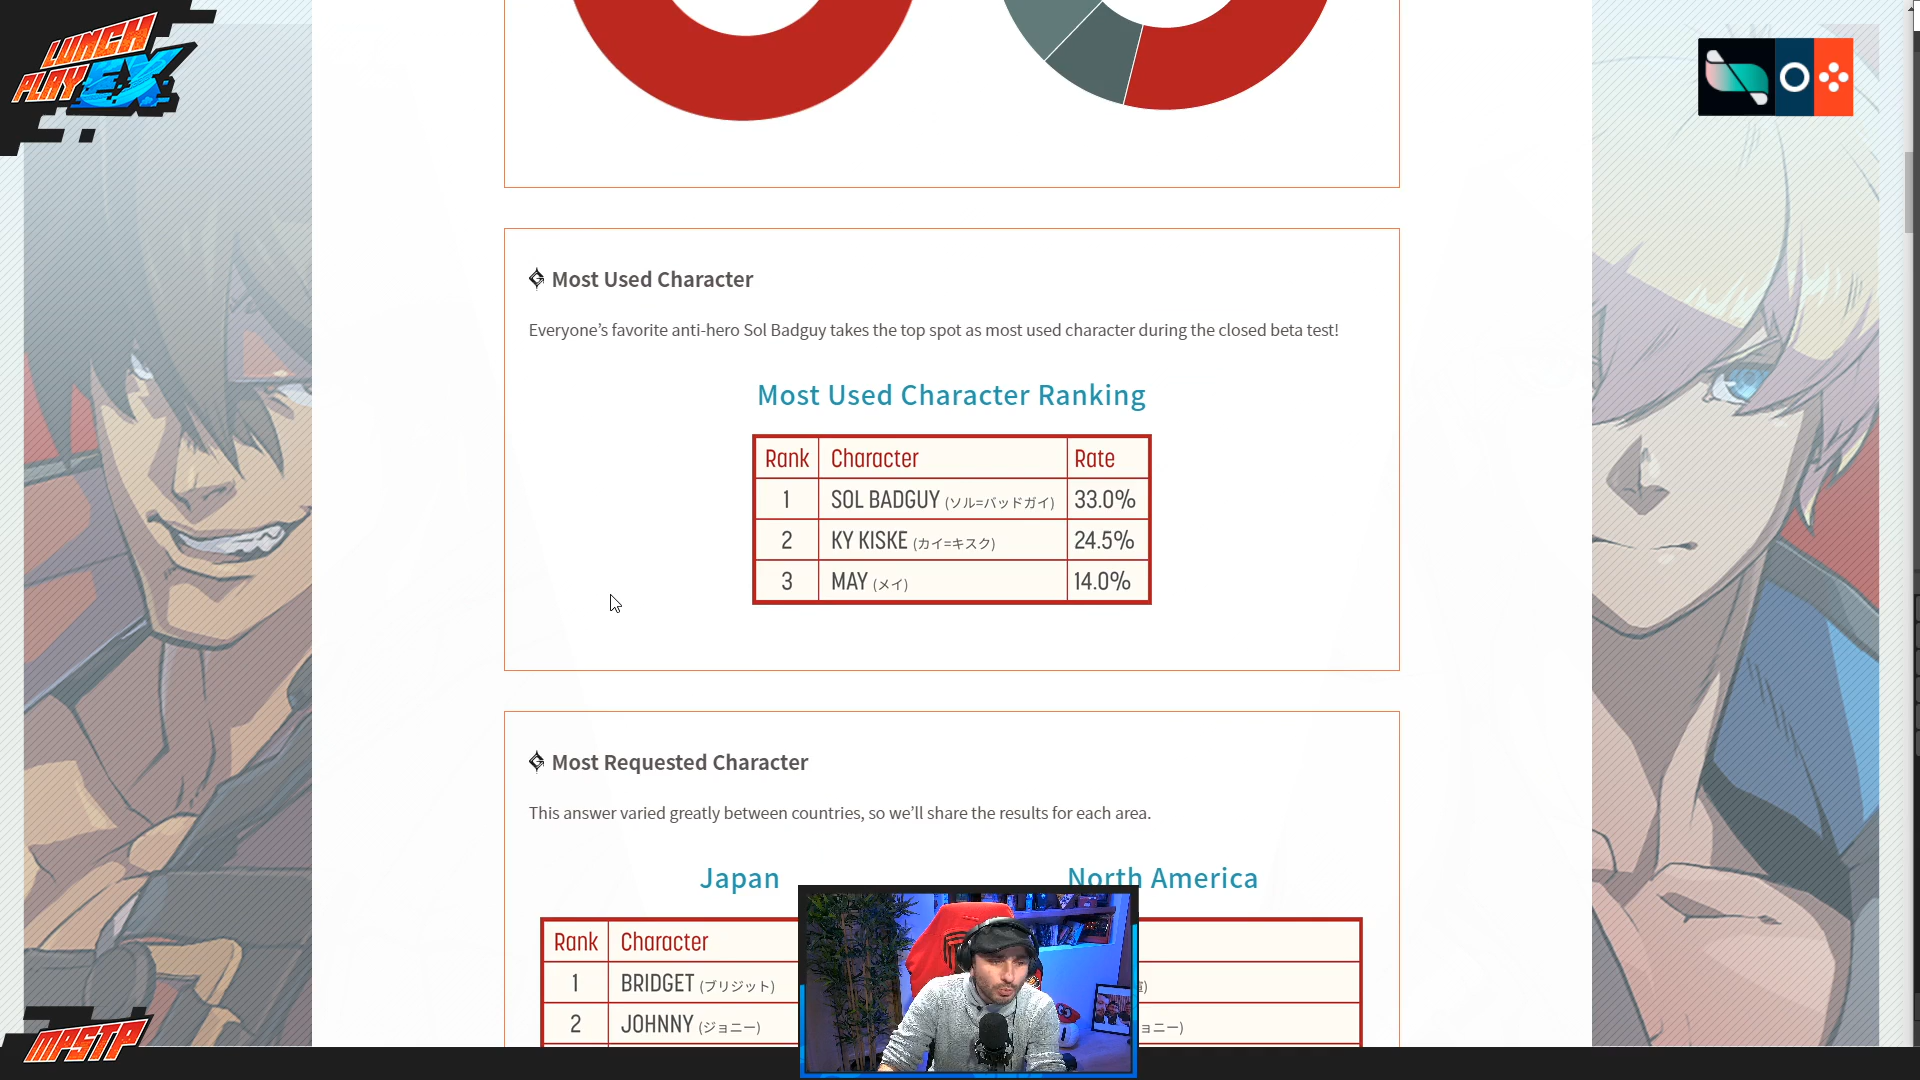 LUNCH
PLAY EX
Most Used Character
Everyone’s favorite anti-hero Sol Badguy takes the top spot as most used character during the closed beta test!
Most Used Character Ranking
Rank Character Rate
1 SOL BADGUY (ソル=バッドガイ) 33.0%
2 KY KISKE (カイ=キスク) 24.5%
3 MAY (メイ) 14.0%
Most Requested Character
This answer varied greatly between countries, so we’ll share the results for each area.
Japan North America
Rank Character
1 BRIDGET (ブリジット)
2 JOHNNY (ジョニー) ョニー)
MPSTP